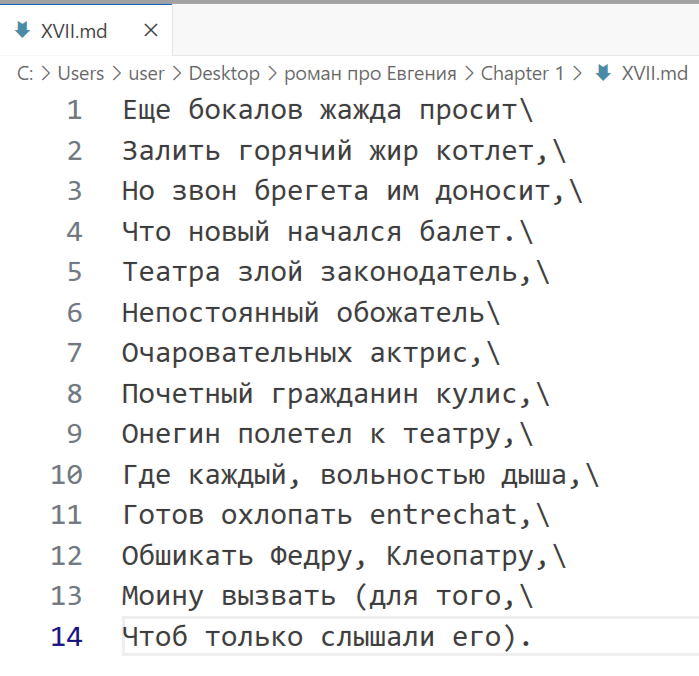 XVII.md
C: > Users > user > Desktop > роман про Евгения > Chapter 1 > XVII.md
1 Еще бокалов жажда просит\
2 Залить горячий жир котлет,\
3 Но звон брегета им доносит,\
4 Что новый начался балет.\
5 Театра злой законодатель,\
6 Непостоянный обожатель\
7 Очаровательных актрис,\
8 Почетный гражданин кулис,\
9 Онегин полетел к театру,\
10 Где каждый, вольностью дыша,\
11 Готов охлопать entrechat,\
12 Обшикать Федру, Клеопатру,\
13 Моину вызвать (для того,\
14 Чтоб только слышали его).